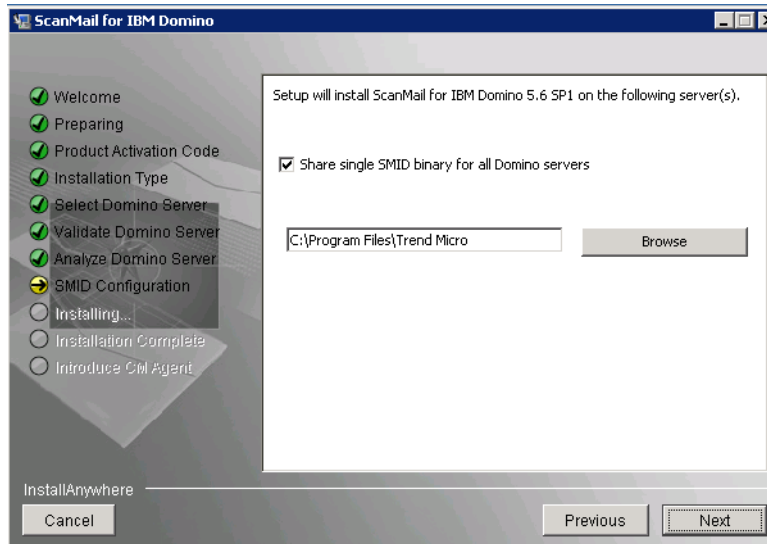 ScanMail for IBM Domino
Welcome
Preparing
Product Activation Code
Installation Type
Select Domino Server
Validate Domino Server
Analyze Domino Server
SMID Configuration
Installing...
Installation Complete
Introduce CM Agent
Setup will install ScanMail for IBM Domino 5.6 SP1 on the following server(s).
Share single SMID binary for all Domino servers
C:\Program Files\Trend Micro
Browse
InstallAnywhere
Cancel
Previous
Next